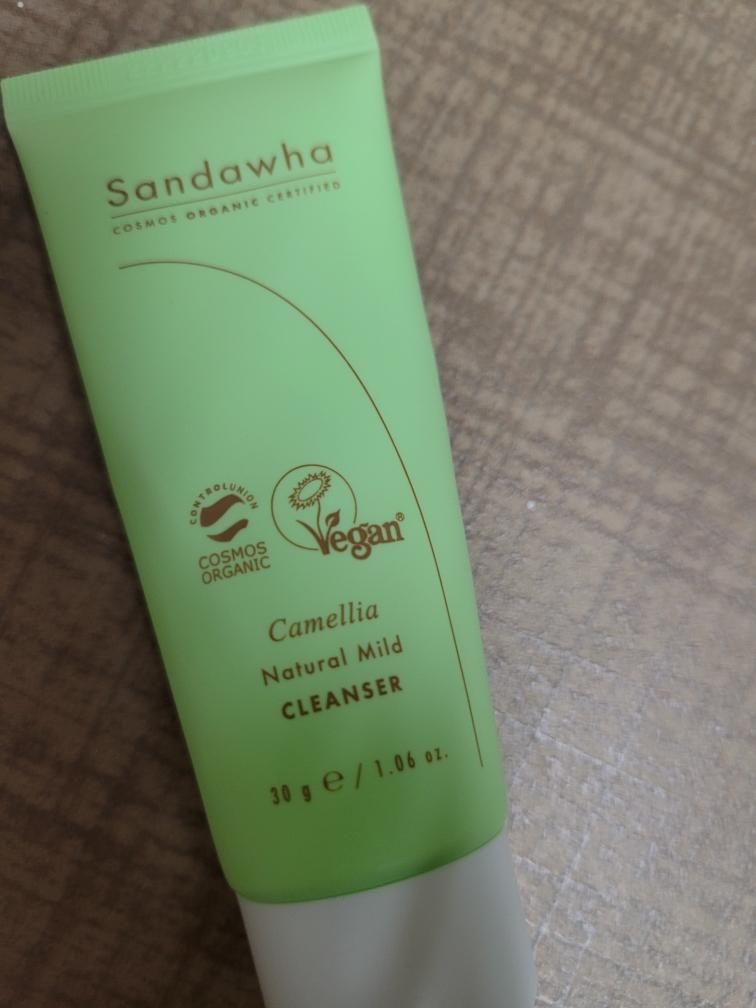 Sandawha
COSMOS ORGANIC CERTIFIED
CONTROLUNION
COSMOS
ORGANIC
Vegan®
Camellia
Natural Mild
CLEANSER
30 g ℮ / 1.06 oz.